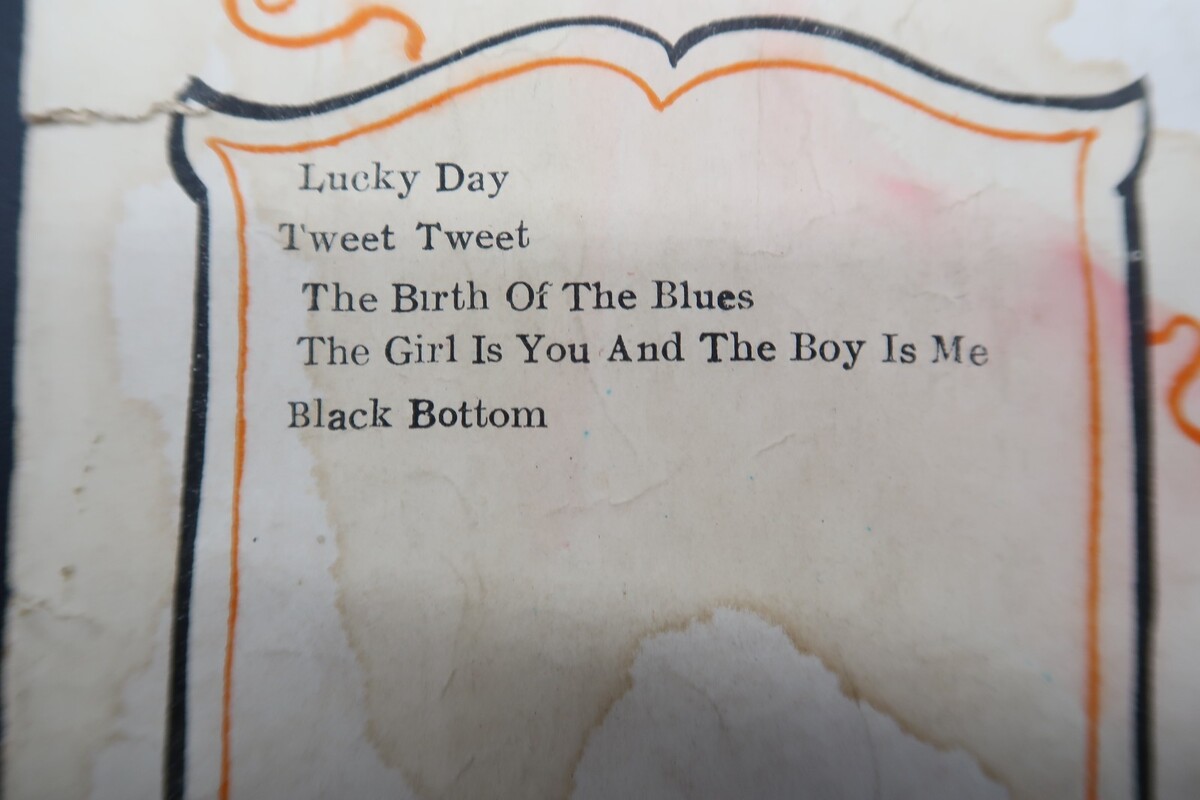 Lucky Day
Tweet Tweet
The Birth Of The Blues
The Girl Is You And The Boy Is Me
Black Bottom